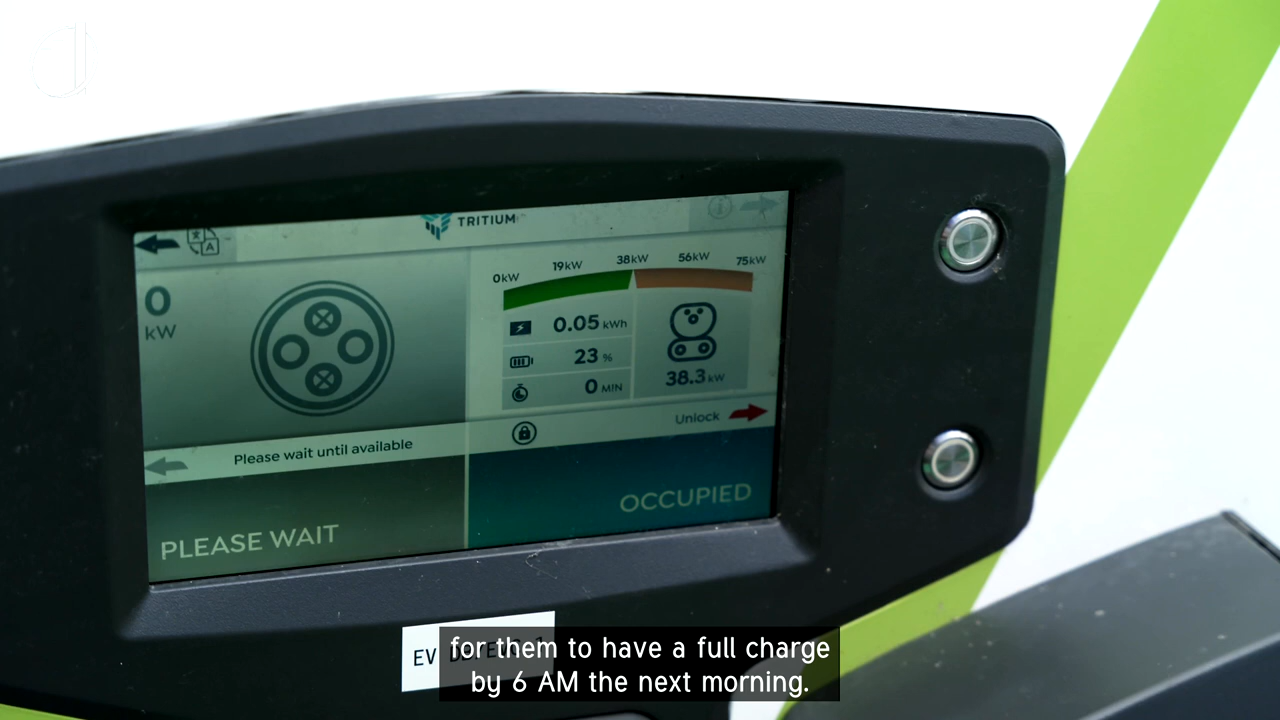 TRITIUM
0
kW
0kW 19kW 38kW 56kW 75kW
0.05 kWh
23 %
0 MIN
38.3 kW
Unlock
Please wait until available
OCCUPIED
PLEASE WAIT
EV
for them to have a full charge
by 6 AM the next morning.